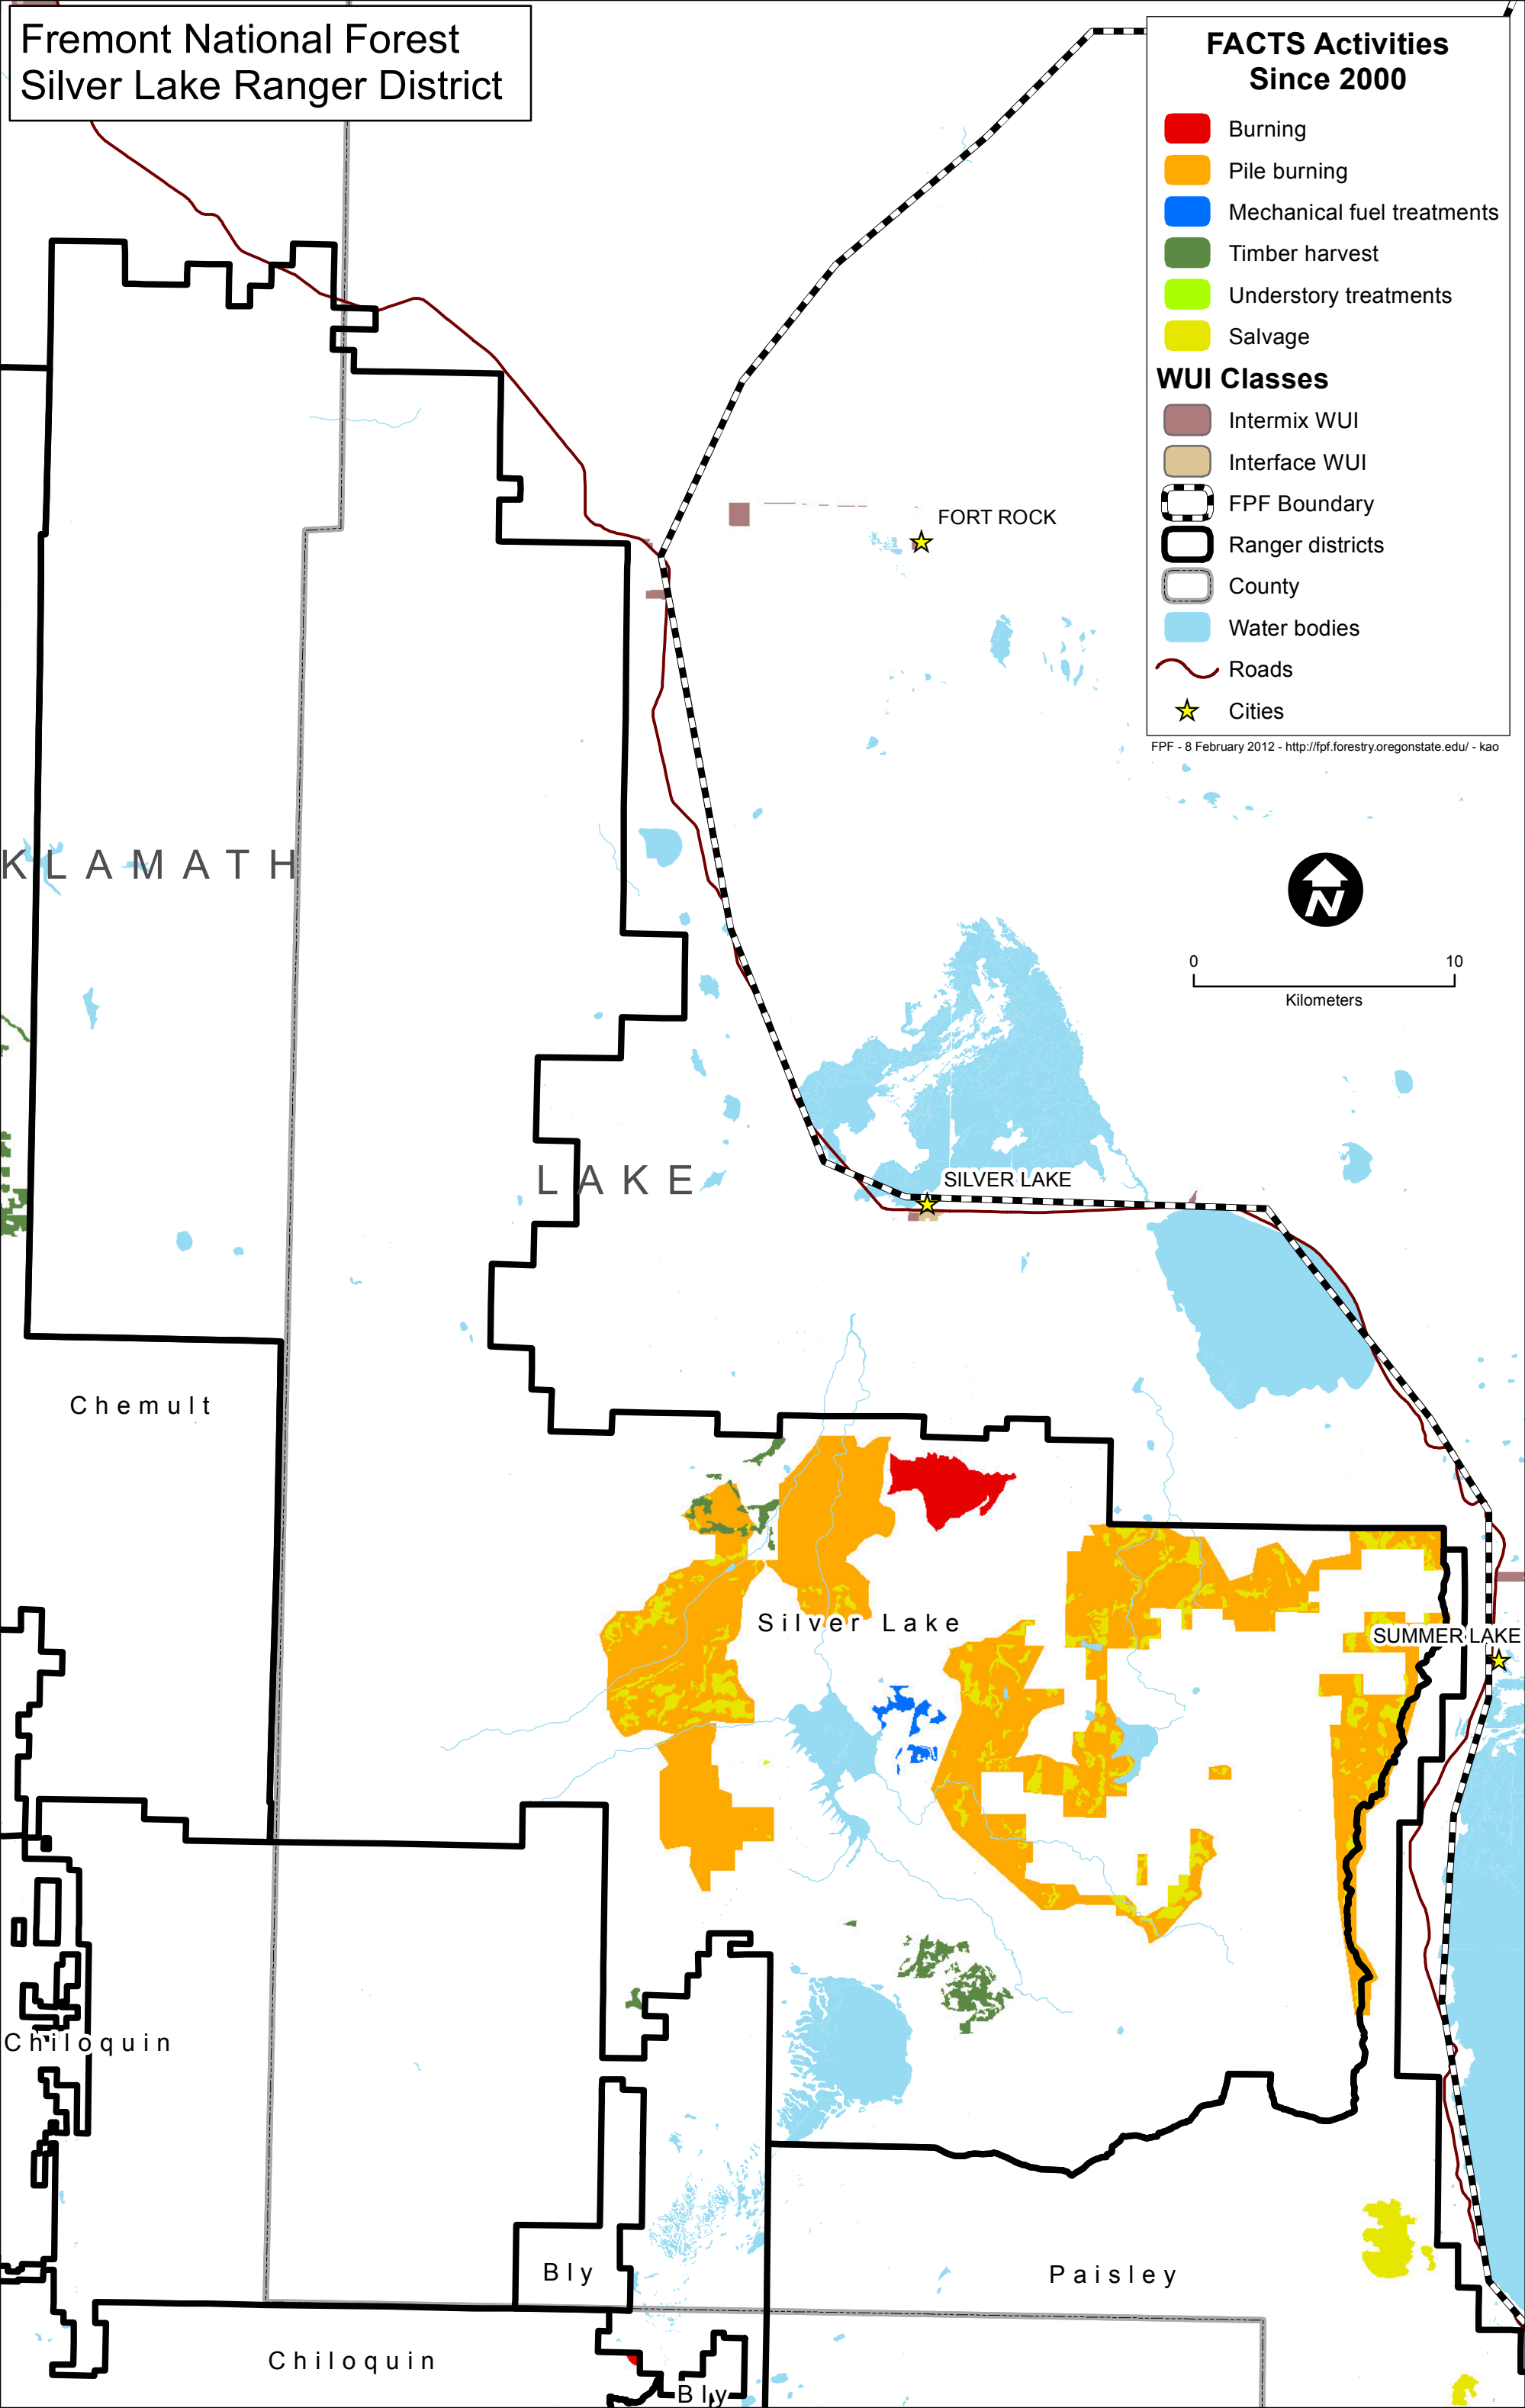 Fremont National Forest
Silver Lake Ranger District
FACTS Activities
Since 2000
Burning
Pile burning
Mechanical fuel treatments
Timber harvest
Understory treatments
Salvage
WUI Classes
Intermix WUI
Interface WUI
FPF Boundary
Ranger districts
County
Water bodies
Roads
Cities
FPF - 8 February 2012 - http://fpf.forestry.oregonstate.edu/ - kao
FORT ROCK
KLAMATH
N
0 10
Kilometers
LAKE
SILVER LAKE
Chemult
Silver Lake
SUMMER LAKE
Chiloquin
Bly
Paisley
Chiloquin
Bly